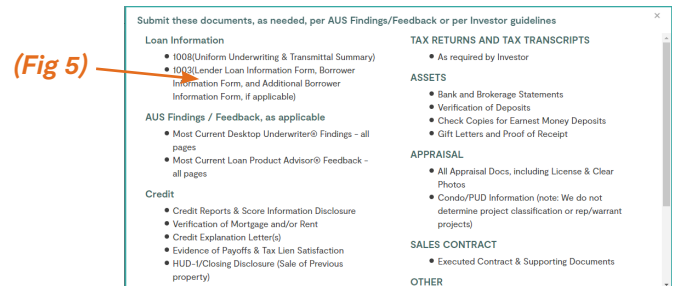 Submit these documents, as needed, per AUS Findings/Feedback or per Investor guidelines
×
(Fig 5)
Loan Information
• 1008(Uniform Underwriting & Transmittal Summary)
• 1003(Lender Loan Information Form, Borrower
Information Form, and Additional Borrower
Information Form, if applicable)
AUS Findings / Feedback, as applicable
• Most Current Desktop Underwriter® Findings - all
pages
• Most Current Loan Product Advisor® Feedback -
all pages
Credit
• Credit Reports & Score Information Disclosure
• Verification of Mortgage and/or Rent
• Credit Explanation Letter(s)
• Evidence of Payoffs & Tax Lien Satisfaction
• HUD-1/Closing Disclosure (Sale of Previous
property)
TAX RETURNS AND TAX TRANSCRIPTS
• As required by Investor
ASSETS
• Bank and Brokerage Statements
• Verification of Deposits
• Check Copies for Earnest Money Deposits
• Gift Letters and Proof of Receipt
APPRAISAL
• All Appraisal Docs, including License & Clear
Photos
• Condo/PUD Information (note: We do not
determine project classification or rep/warrant
projects)
SALES CONTRACT
• Executed Contract & Supporting Documents
OTHER